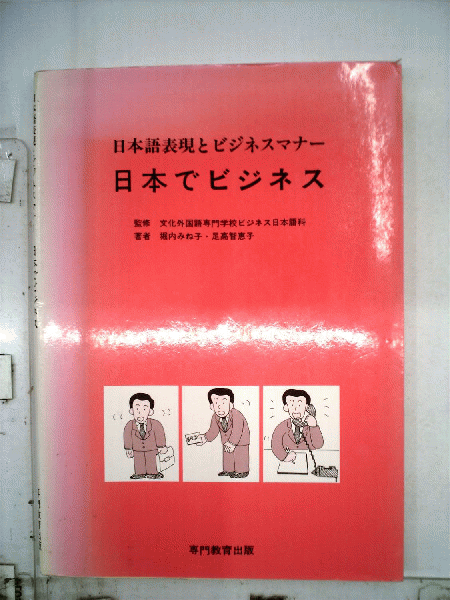 日本語表現とビジネスマナー
日本でビジネス
監修 文化外国語専門学校ビジネス日本語科
著者 堀内みね子・足高智恵子
専門教育出版